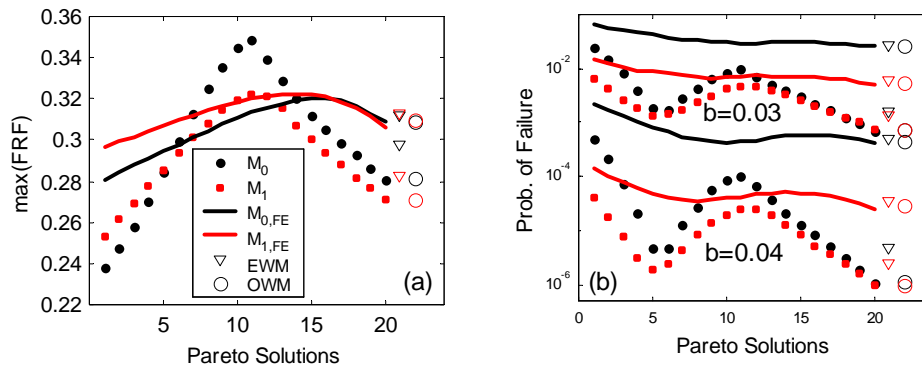 max(FRF)
0.36
0.34
0.32
0.3
0.28
0.26
0.24
0.22
M0
M1
M0,FE
M1,FE
EWM
OWM
(a)
0 5 10 15 20
Pareto Solutions
Prob. of Failure
10-2
10-4
10-6
b=0.03
b=0.04
(b)
0 5 10 15 20
Pareto Solutions